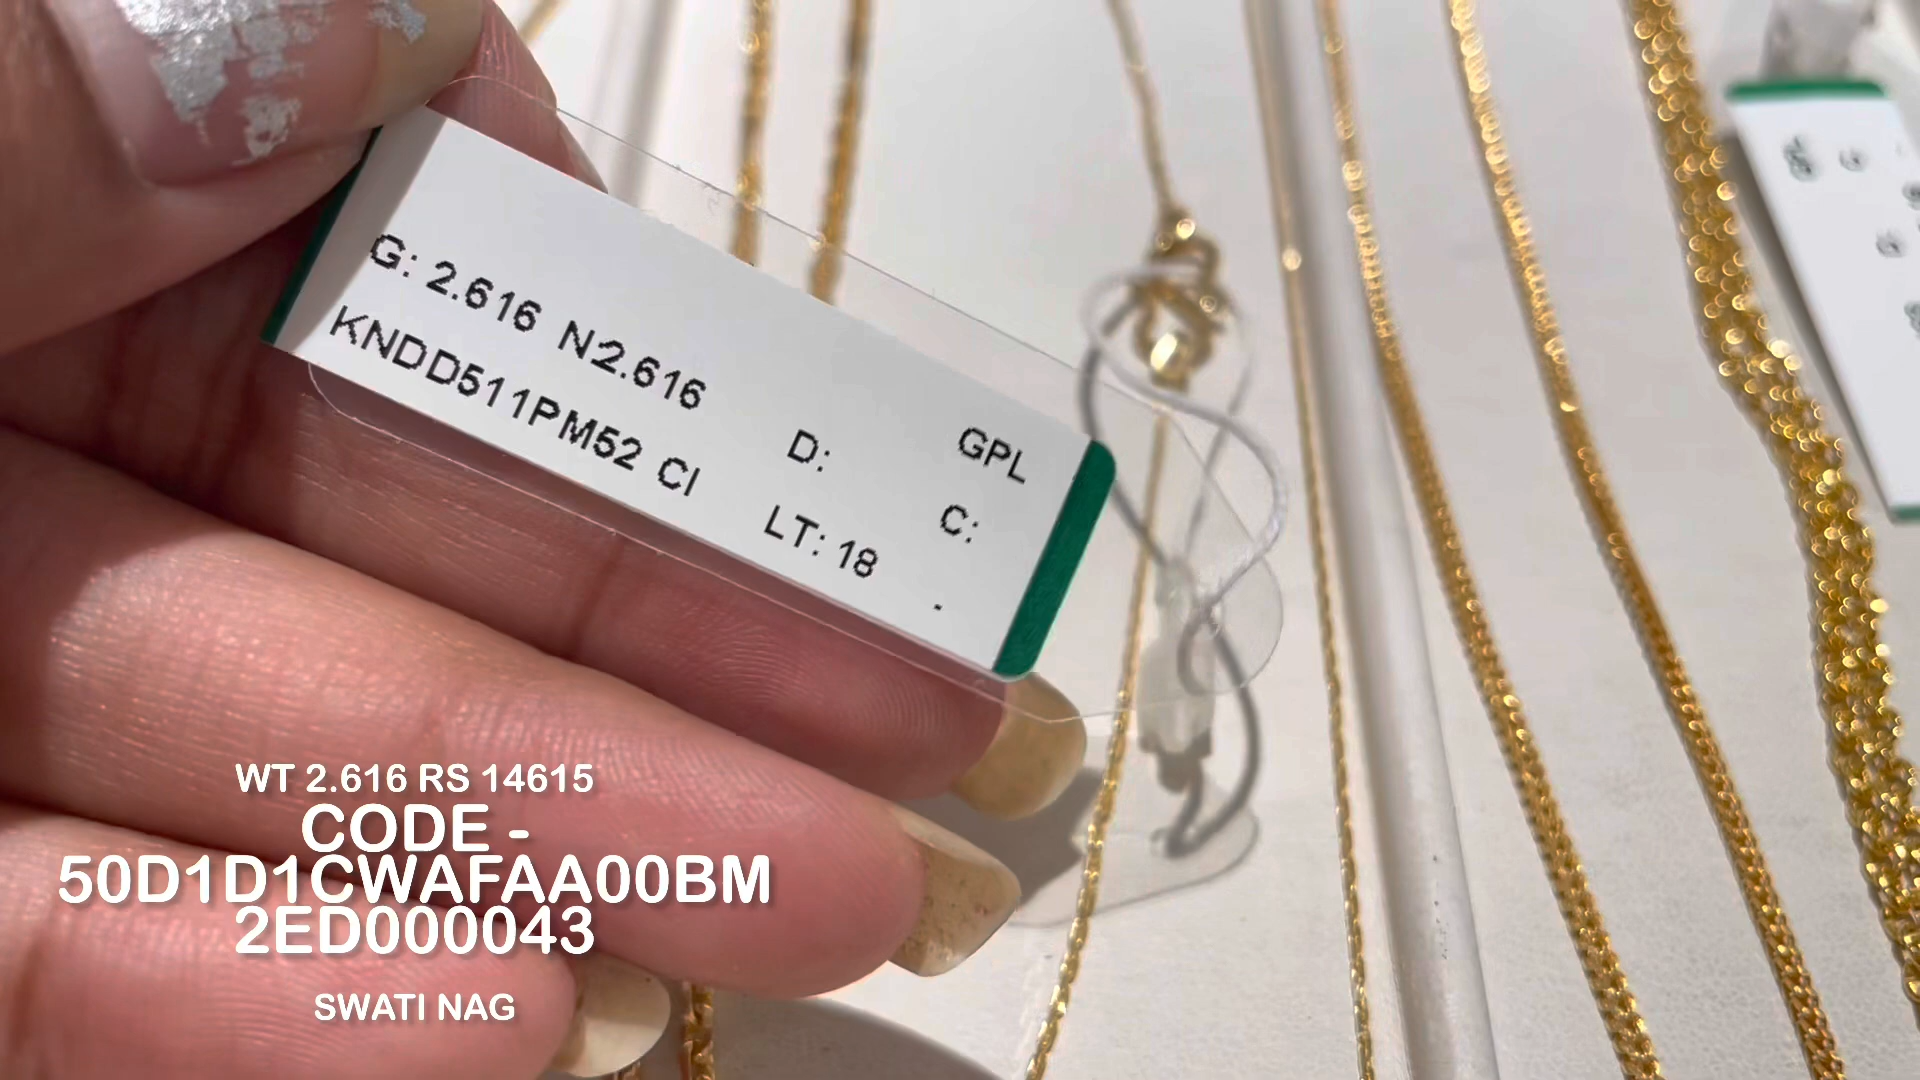 G: 2.616 N2.616
KNDD511PM52 CI
D:
GPL
LT: 18
C:
.
WT 2.616 RS 14615
CODE -
50D1D1CWAFAA00BM
2ED000043
SWATI NAG